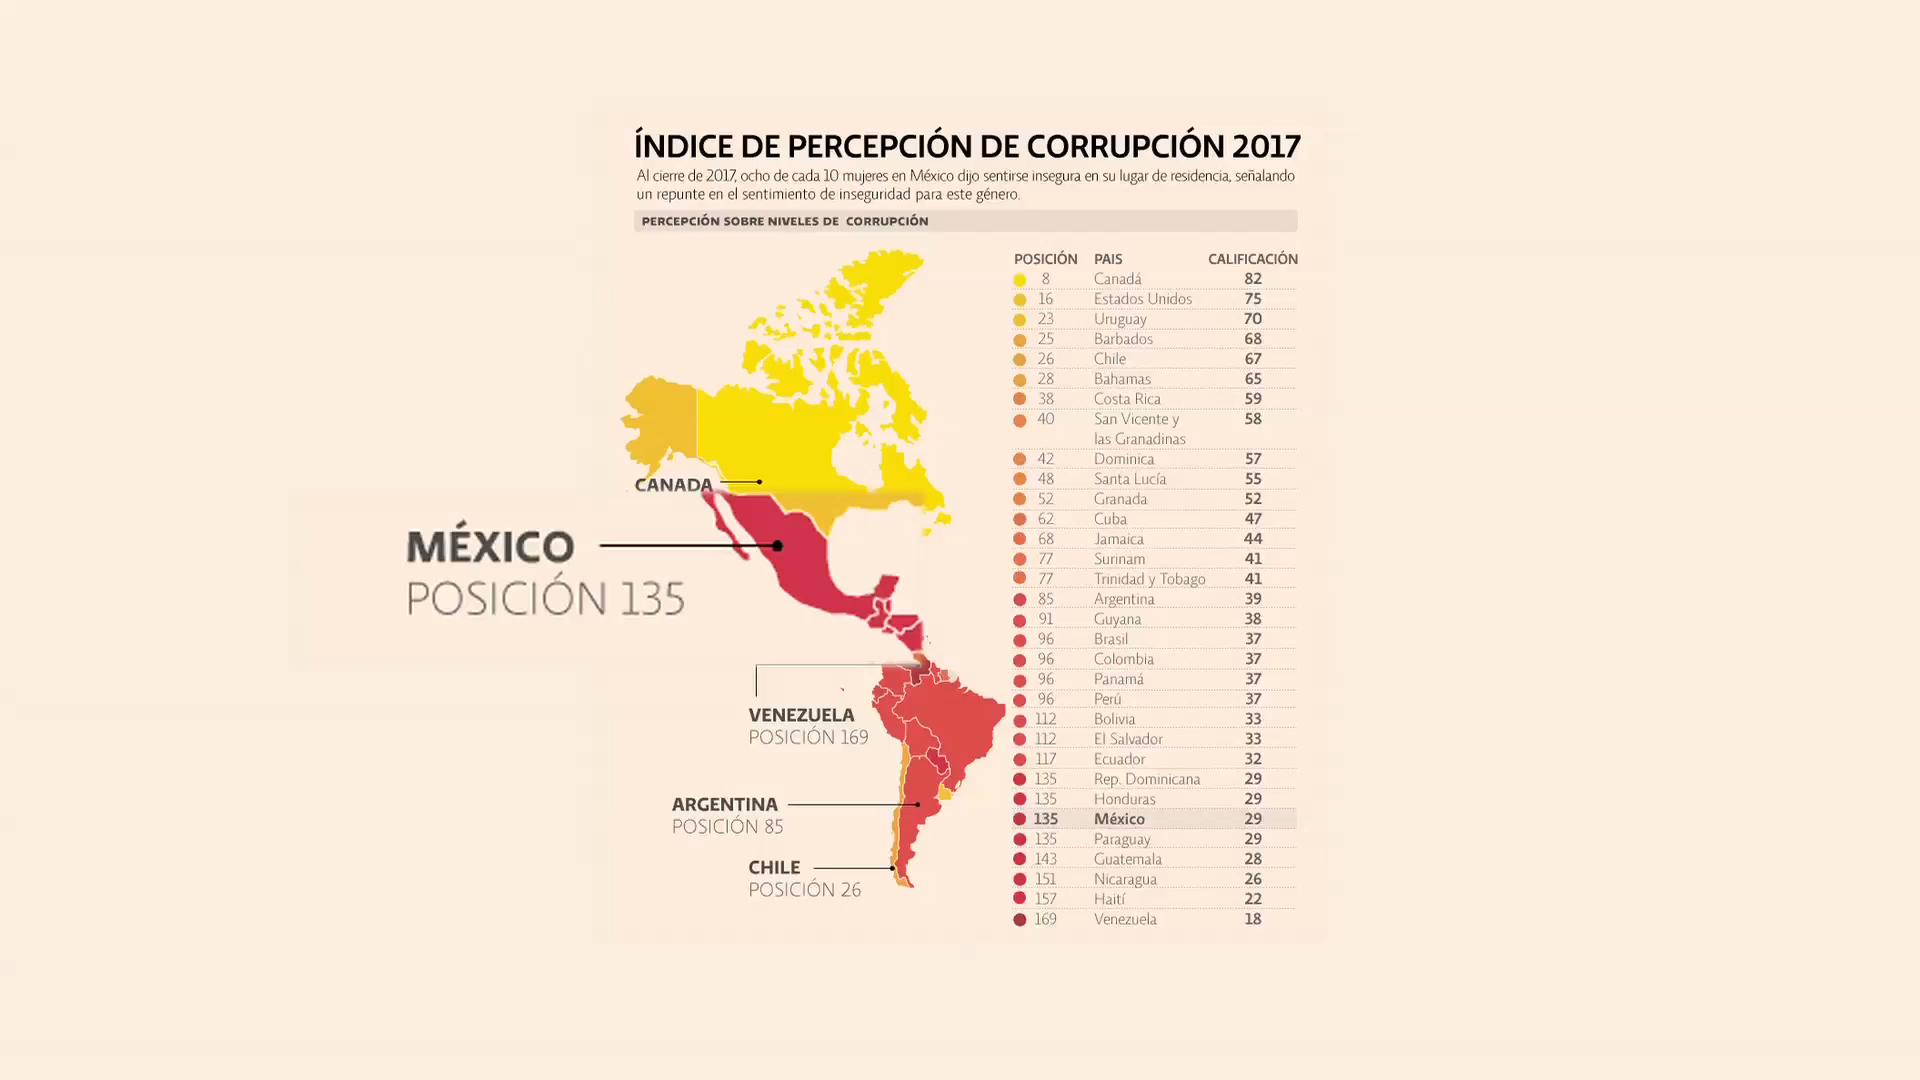 ÍNDICE DE PERCEPCIÓN DE CORRUPCIÓN 2017
Al cierre de 2017, ocho de cada 10 mujeres en México dijo sentirse insegura en su lugar de residencia, señalando
un repunte en el sentimiento de inseguridad para este género.
PERCEPCIÓN SOBRE NIVELES DE CORRUPCIÓN
CANADA
MÉXICO
POSICIÓN 135
VENEZUELA
POSICIÓN 169
ARGENTINA
POSICIÓN 85
CHILE
POSICIÓN 26
POSICIÓN PAIS CALIFICACIÓN
8 Canadá 82
16 Estados Unidos 75
23 Uruguay 70
25 Barbados 68
26 Chile 67
28 Bahamas 65
38 Costa Rica 59
40 San Vicente y 58
las Granadinas
42 Dominica 57
48 Santa Lucía 55
52 Granada 52
62 Cuba 47
68 Jamaica 44
77 Surinam 41
77 Trinidad y Tobago 41
85 Argentina 39
91 Guyana 38
96 Brasil 37
96 Colombia 37
96 Panamá 37
96 Perú 37
112 Bolivia 33
112 El Salvador 33
117 Ecuador 32
135 Rep. Dominicana 29
135 Honduras 29
135 México 29
135 Paraguay 29
143 Guatemala 28
151 Nicaragua 26
157 Haití 22
169 Venezuela 18